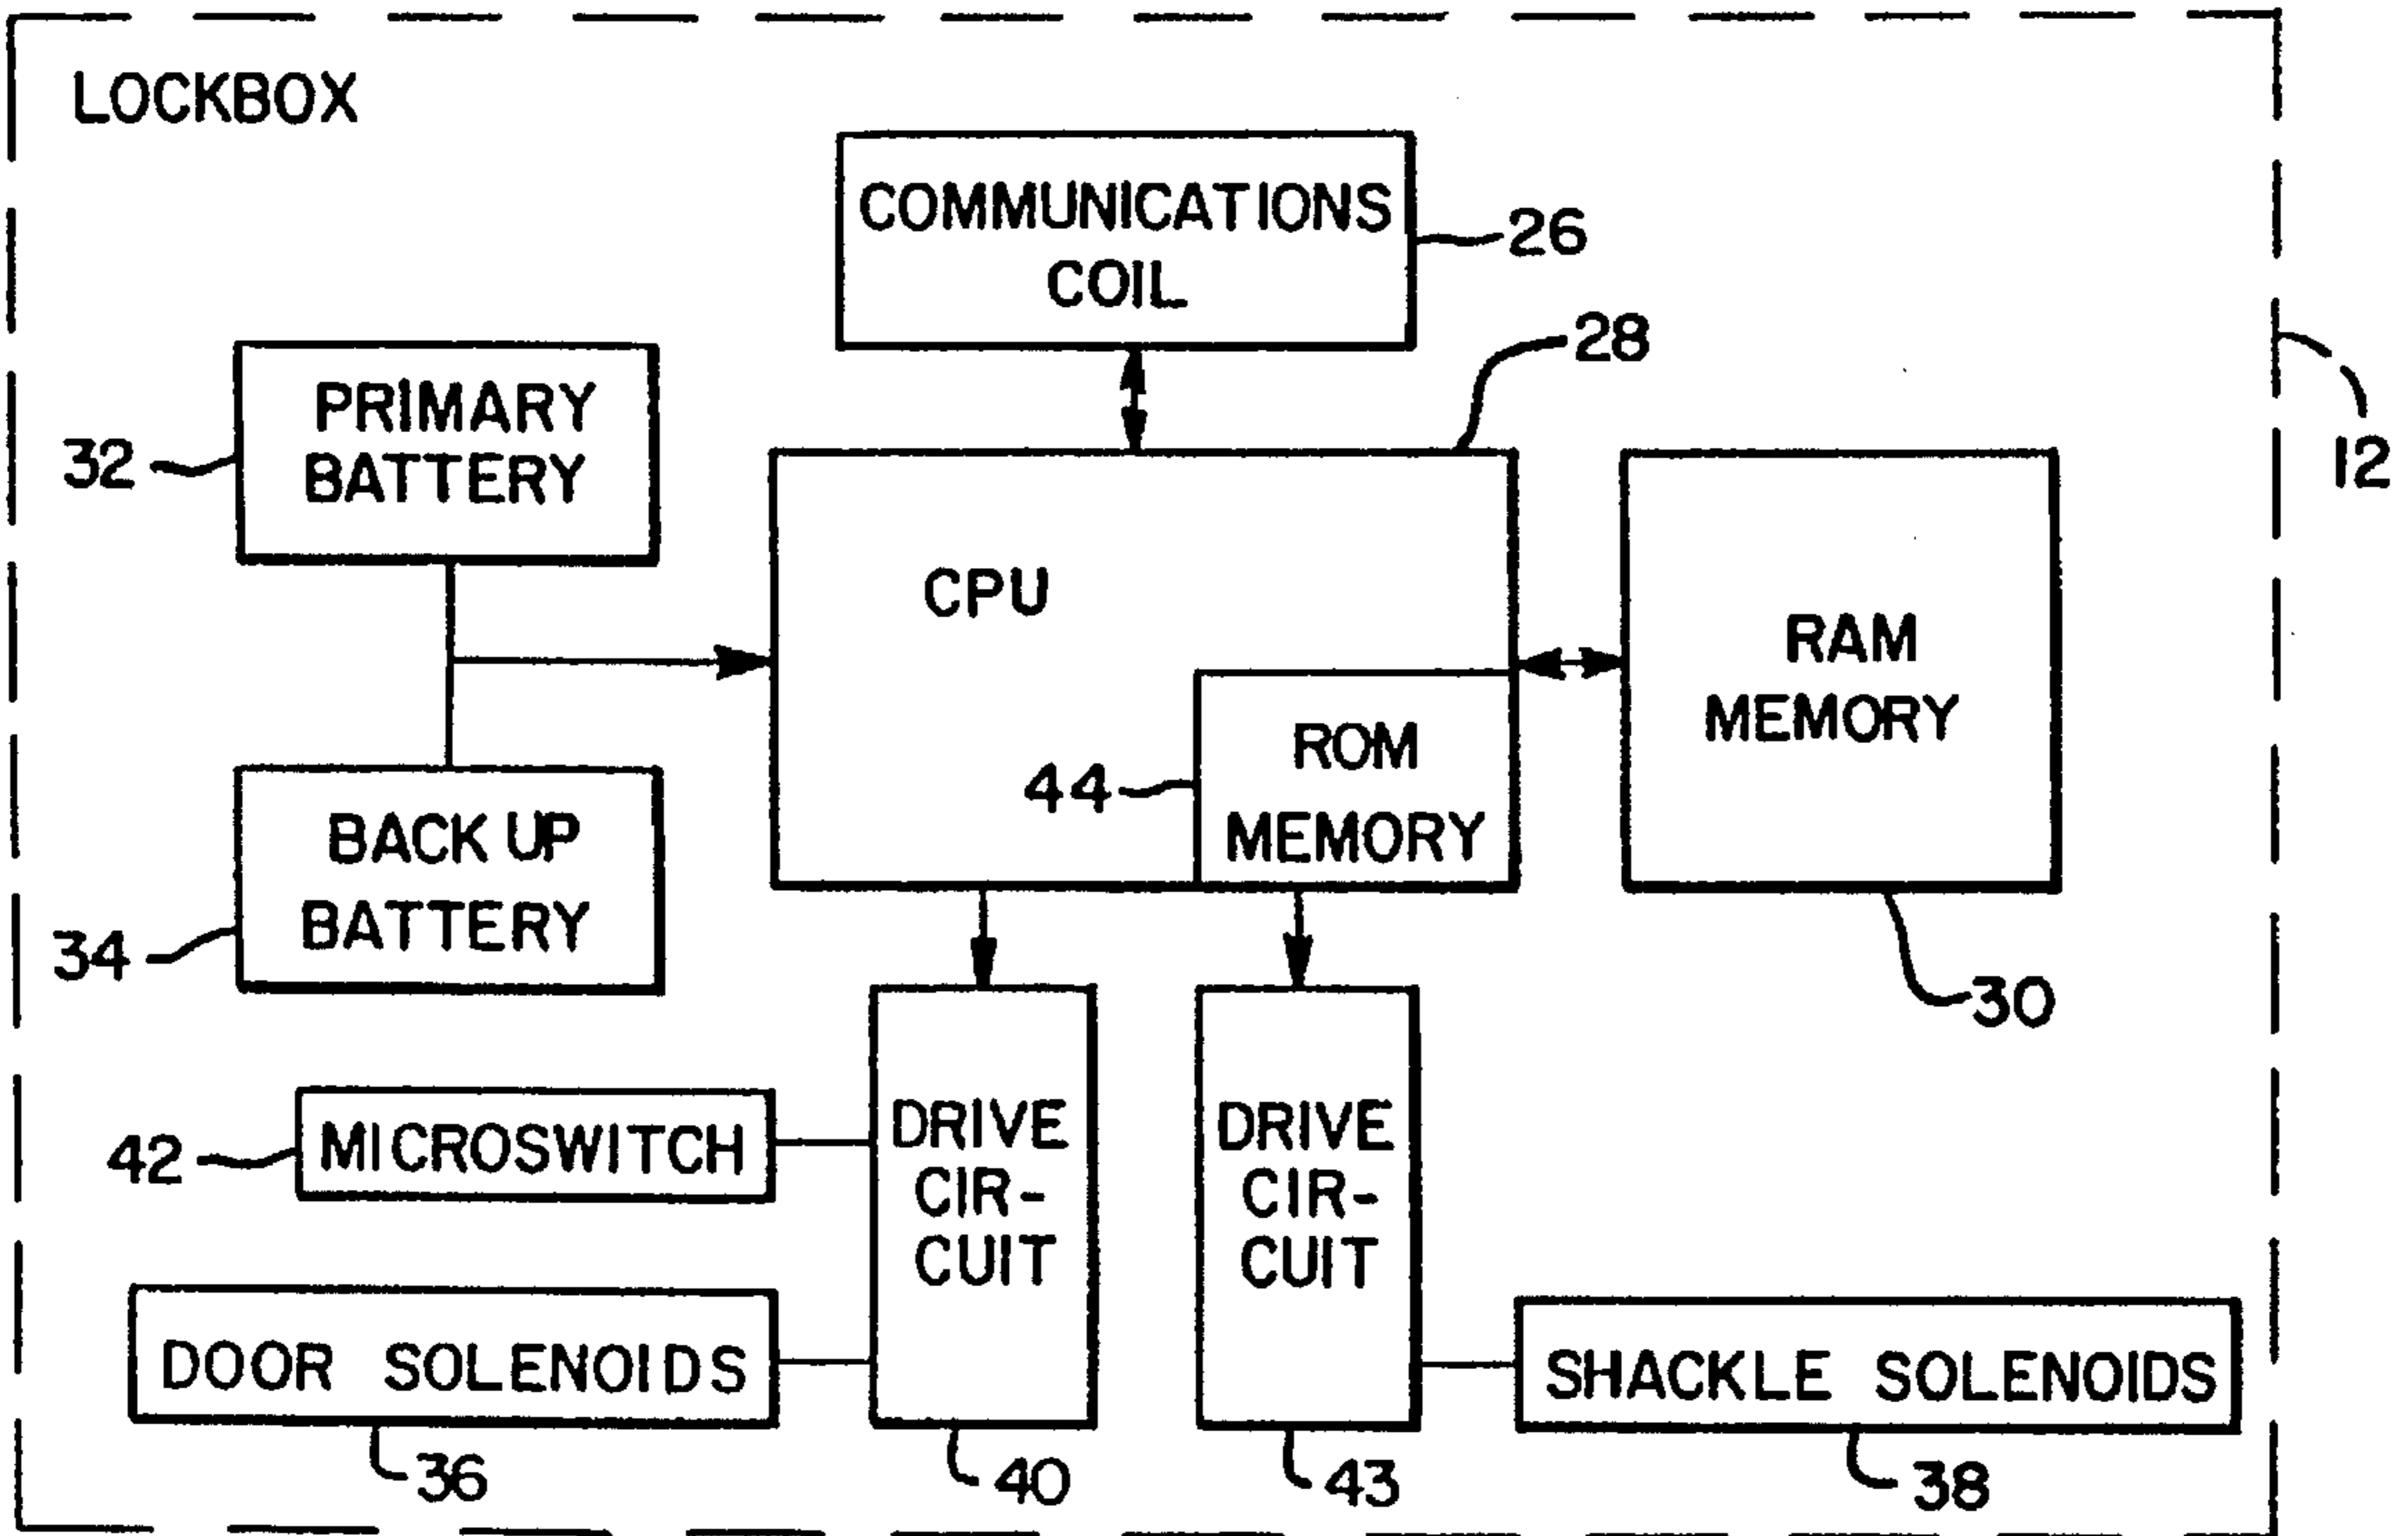 LOCKBOX
COMMUNICATIONS
COIL
26
28
12
PRIMARY
BATTERY
32
CPU
RAM
MEMORY
ROM
MEMORY
44
BACK UP
BATTERY
34
30
MICROSWITCH
42
DRIVE
CIR-
CUIT
DRIVE
CIR-
CUIT
DOOR SOLENOIDS
SHACKLE SOLENOIDS
36
40
43
38